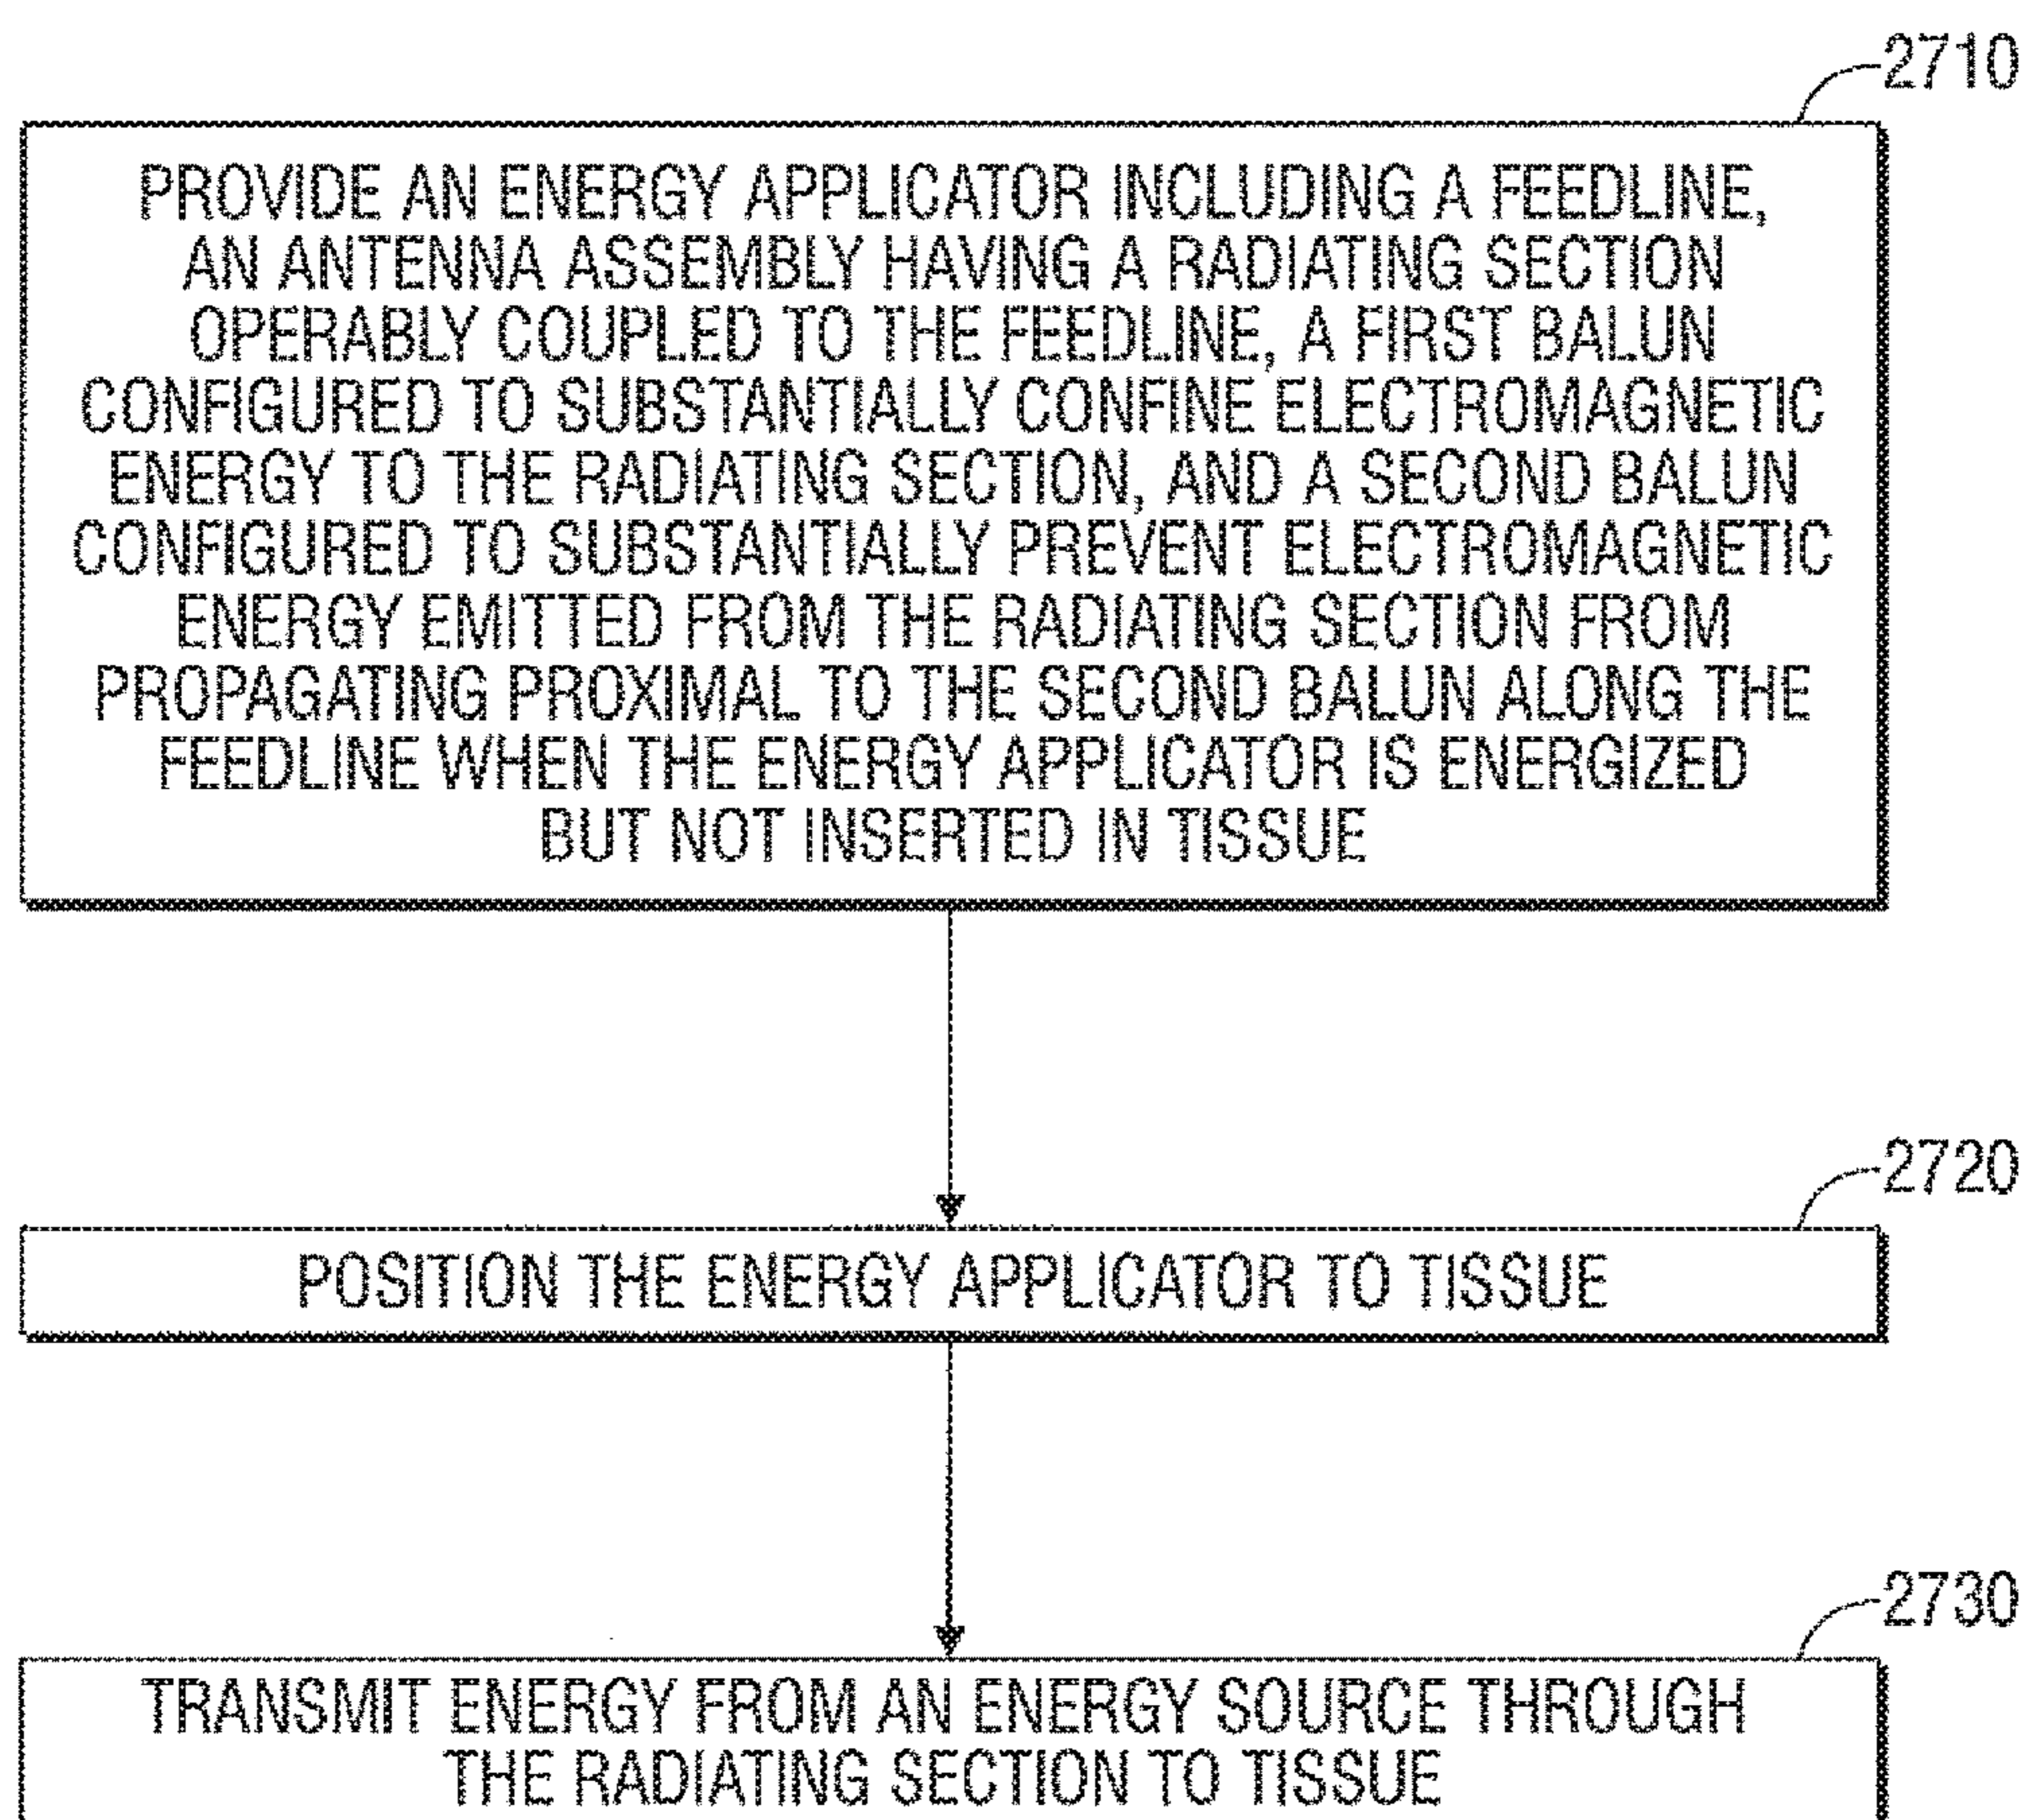 2710
PROVIDE AN ENERGY APPLICATOR INCLUDING A FEEDLINE,
AN ANTENNA ASSEMBLY HAVING A RADIATING SECTION
OPERABLY COUPLED TO THE FEEDLINE, A FIRST BALUN
CONFIGURED TO SUBSTANTIALLY CONFINE ELECTROMAGNETIC
ENERGY TO THE RADIATING SECTION, AND A SECOND BALUN
CONFIGURED TO SUBSTANTIALLY PREVENT ELECTROMAGNETIC
ENERGY EMITTED FROM THE RADIATING SECTION FROM
PROPAGATING PROXIMAL TO THE SECOND BALUN ALONG THE
FEEDLINE WHEN THE ENERGY APPLICATOR IS ENERGIZED
BUT NOT INSERTED IN TISSUE
2720
POSITION THE ENERGY APPLICATOR TO TISSUE
2730
TRANSMIT ENERGY FROM AN ENERGY SOURCE THROUGH
THE RADIATING SECTION TO TISSUE